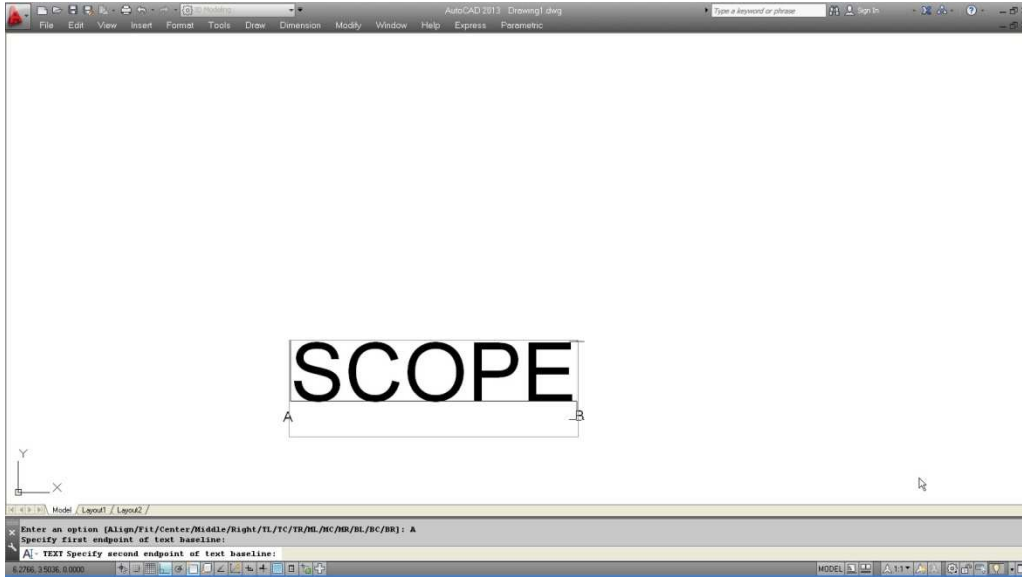 AutoCAD 2013 Drawing1.dwg
Type a keyword or phrase
Sign In
File Edit View Insert Format Tools Draw Dimension Modify Window Help Express Parametric
SCOPE
A B
Y
X
Model Layout1 Layout2
Enter an option [Align/Fit/Center/Middle/Right/TL/TC/TR/ML/MC/MR/BL/BC/BR]: A
Specify first endpoint of text baseline:
TEXT Specify second endpoint of text baseline:
6.2766, 3.5036, 0.0000
MODEL
1:1